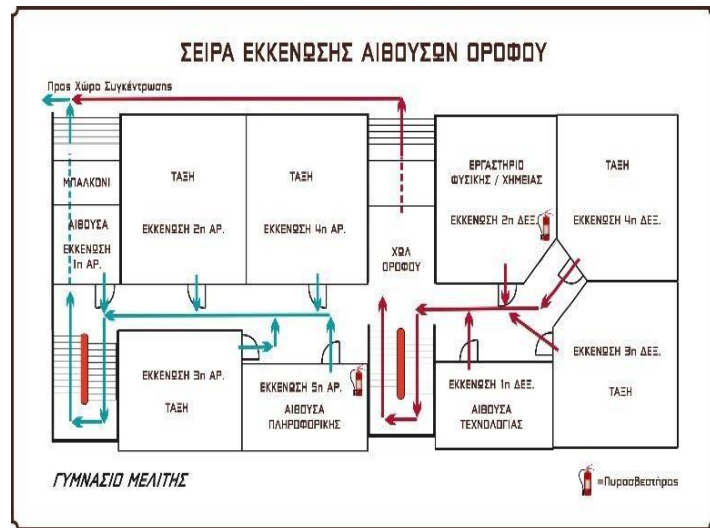 ΣΕΙΡΑ ΕΚΚΕΝΩΣΗΣ ΑΙΘΟΥΣΩΝ ΟΡΟΦΟΥ
Προς Χώρο Συγκέντρωσης
ΜΠΑΛΚΟΝΙ
ΑΙΘΟΥΣΑ
ΕΚΚΕΝΩΣΗ
1η ΑΡ.
ΤΑΞΗ
ΕΚΚΕΝΩΣΗ 2η ΑΡ.
ΤΑΞΗ
ΕΚΚΕΝΩΣΗ 4η ΑΡ.
ΧΩΛ
ΟΡΟΦΟΥ
ΕΡΓΑΣΤΗΡΙΟ
ΦΥΣΙΚΗΣ / ΧΗΜΕΙΑΣ
ΕΚΚΕΝΩΣΗ 2η ΔΕΞ.
ΤΑΞΗ
ΕΚΚΕΝΩΣΗ 4η ΔΕΞ.
ΕΚΚΕΝΩΣΗ 3η ΑΡ.
ΤΑΞΗ
ΕΚΚΕΝΩΣΗ 5η ΑΡ.
ΑΙΘΟΥΣΑ
ΠΛΗΡΟΦΟΡΙΚΗΣ
ΕΚΚΕΝΩΣΗ 1η ΔΕΞ.
ΑΙΘΟΥΣΑ
ΤΕΧΝΟΛΟΓΙΑΣ
ΕΚΚΕΝΩΣΗ 3η ΔΕΞ.
ΤΑΞΗ
ΓΥΜΝΑΣΙΟ ΜΕΛΙΤΗΣ
=Πυροσβεστήρας